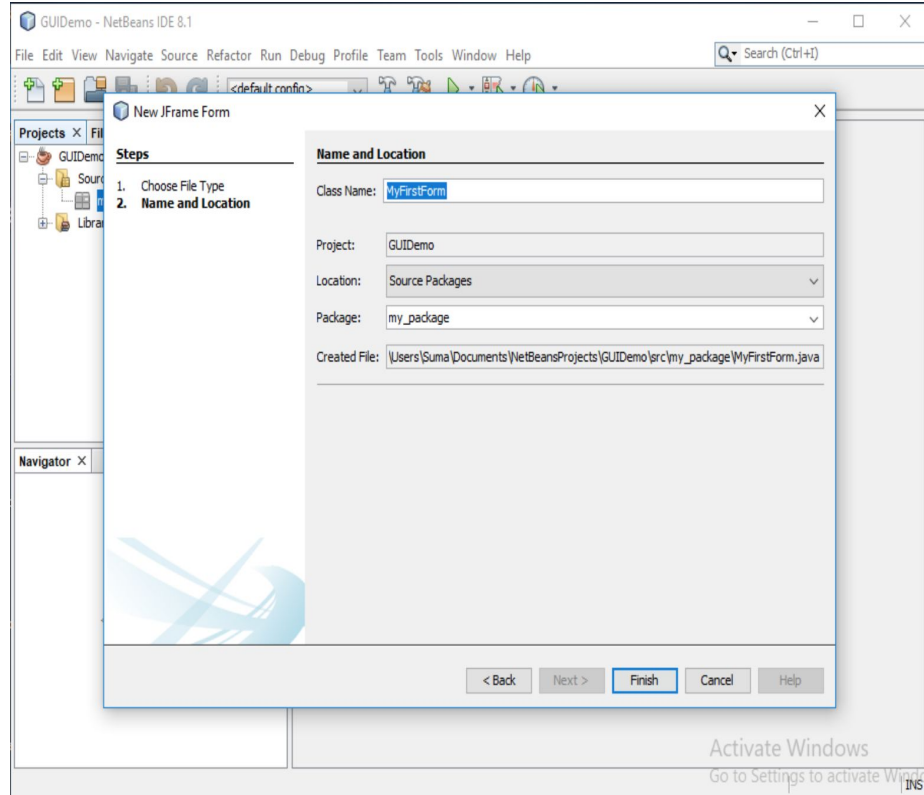 GUIDemo - NetBeans IDE 8.1
File Edit View Navigate Source Refactor Run Debug Profile Team Tools Window Help
Search (Ctrl+I)
<default config>
New JFrame Form
Projects
Steps
Name and Location
GUIDemo
1. Choose File Type
2. Name and Location
Class Name: MyFirstForm
Project: GUIDemo
Location: Source Packages
Package: my_package
Created File: \Users\Suma\Documents\NetBeansProjects\GUIDemo\src\my_package\MyFirstForm.java
Navigator
< Back Next > Finish Cancel Help
Activate Windows
Go to Settings to activate
INS